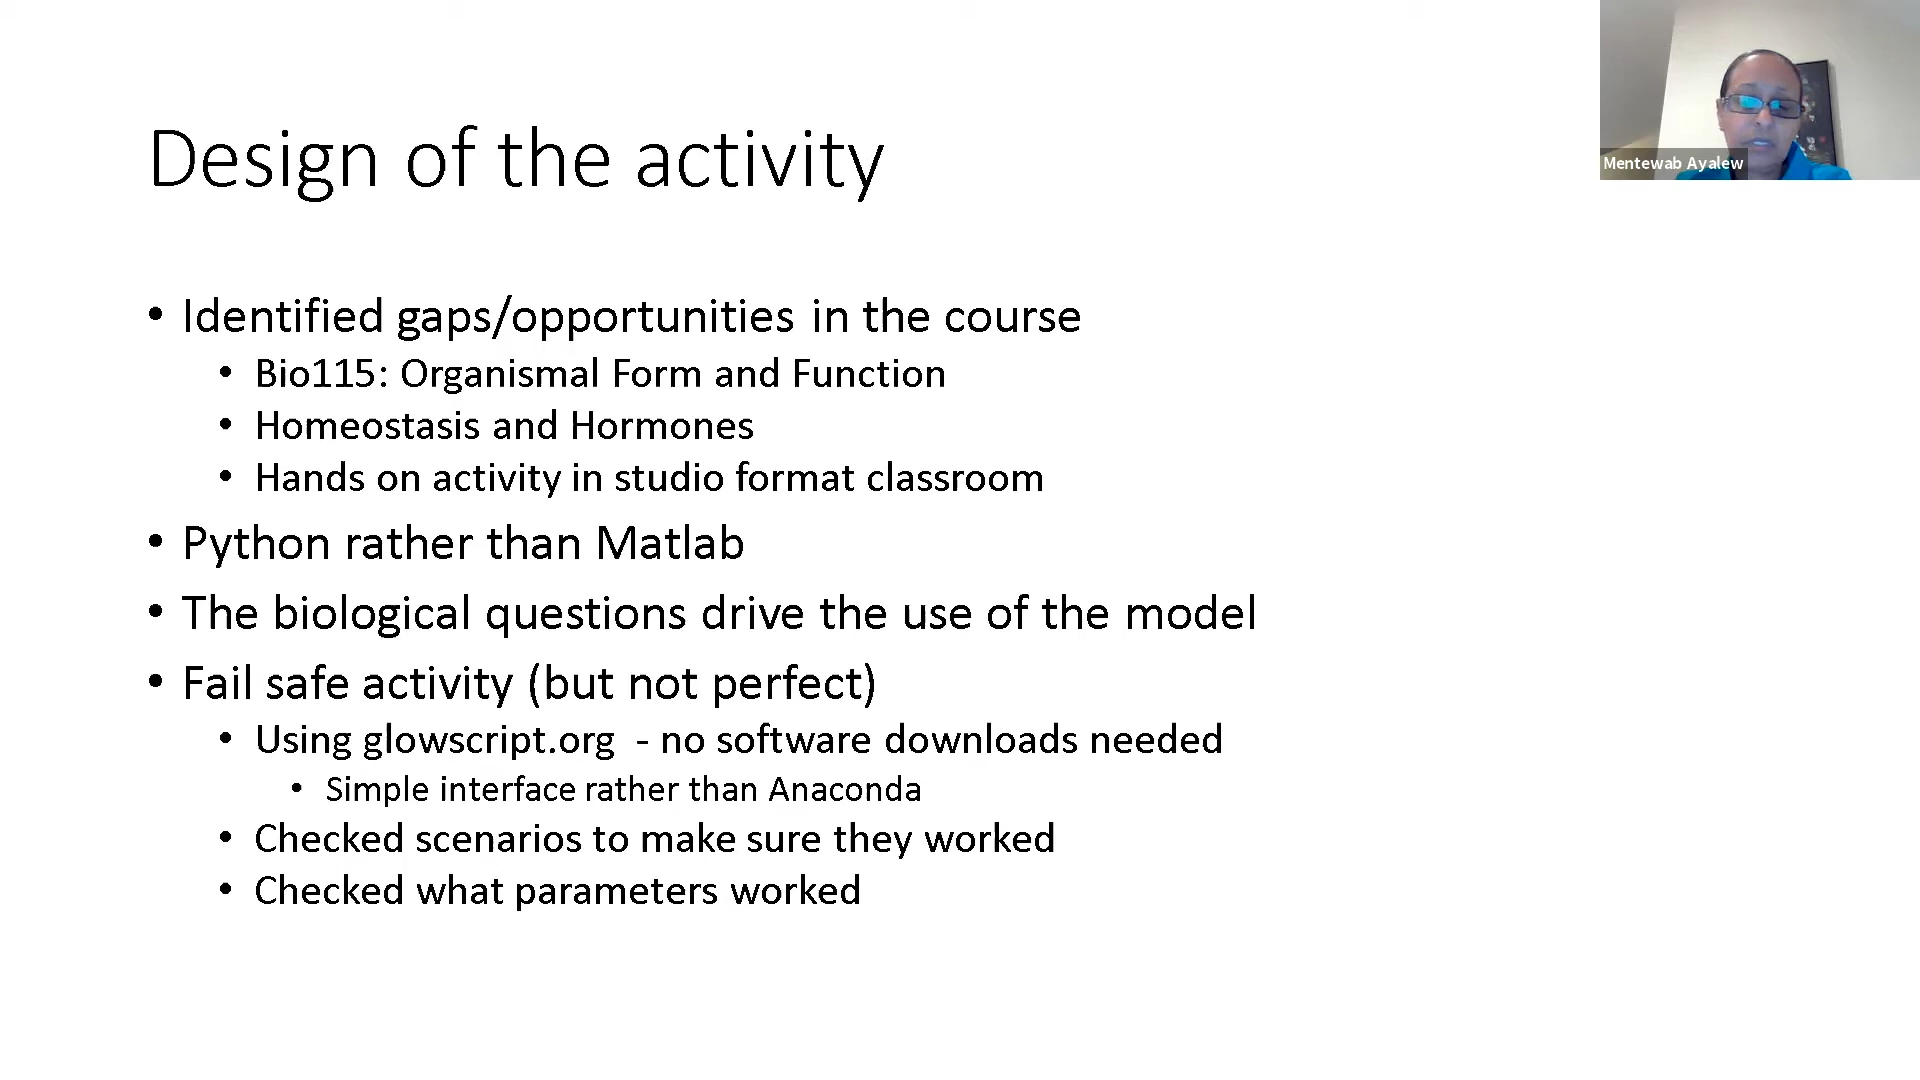 Mentewab Ayalew
Design of the activity
• Identified gaps/opportunities in the course
• Bio115: Organismal Form and Function
• Homeostasis and Hormones
• Hands on activity in studio format classroom
• Python rather than Matlab
• The biological questions drive the use of the model
• Fail safe activity (but not perfect)
• Using glowscript.org - no software downloads needed
• Simple interface rather than Anaconda
• Checked scenarios to make sure they worked
• Checked what parameters worked